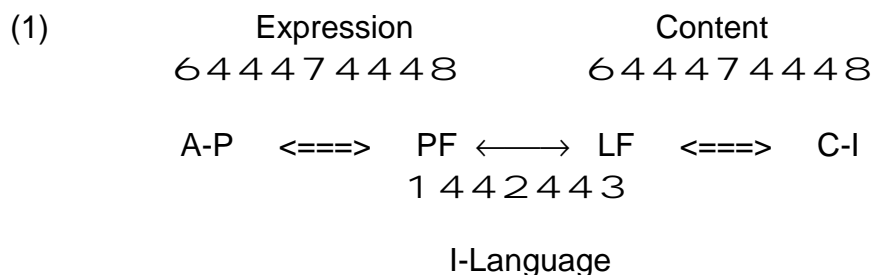 (1) Expression Content
644474448 644474448
A-P <===> PF ←⎯⎯→ LF <===> C-I
1442443
I-Language